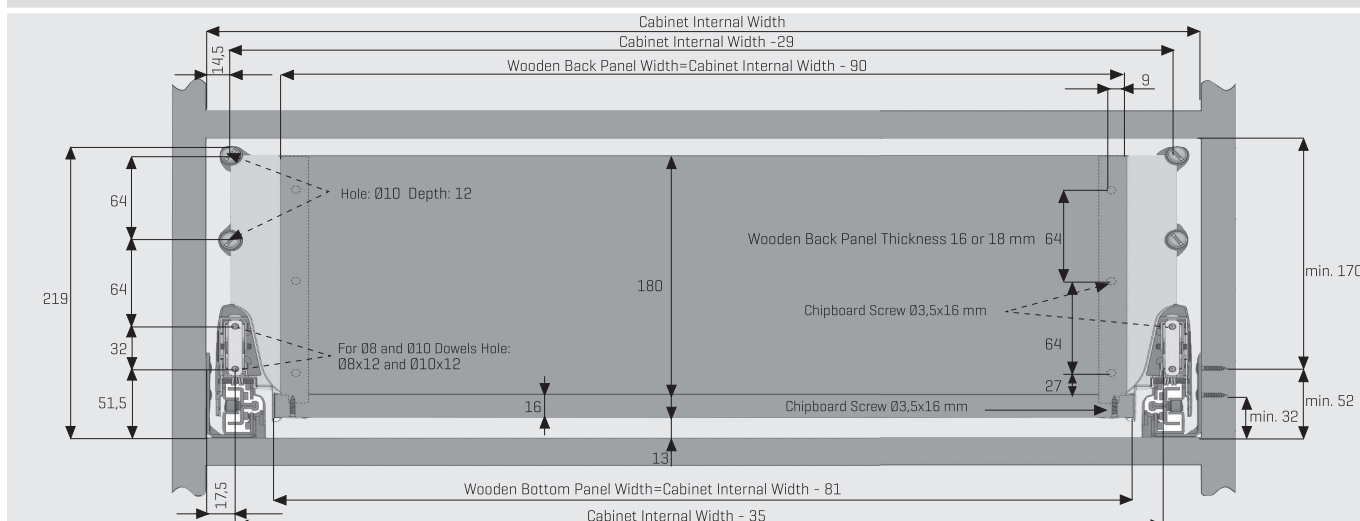 Cabinet Internal Width
Cabinet Internal Width -29
14,5
Wooden Back Panel Width=Cabinet Internal Width - 90
9
64
Hole: Ø10 Depth: 12
Wooden Back Panel Thickness 16 or 18 mm
64
min. 170
219
64
180
Chipboard Screw Ø3,5x16 mm
32
For Ø8 and Ø10 Dowels Hole:
Ø8x12 and Ø10x12
64
27
51,5
16
Chipboard Screw Ø3,5x16 mm
min. 52
min. 32
13
17,5
Wooden Bottom Panel Width=Cabinet Internal Width - 81
Cabinet Internal Width - 35